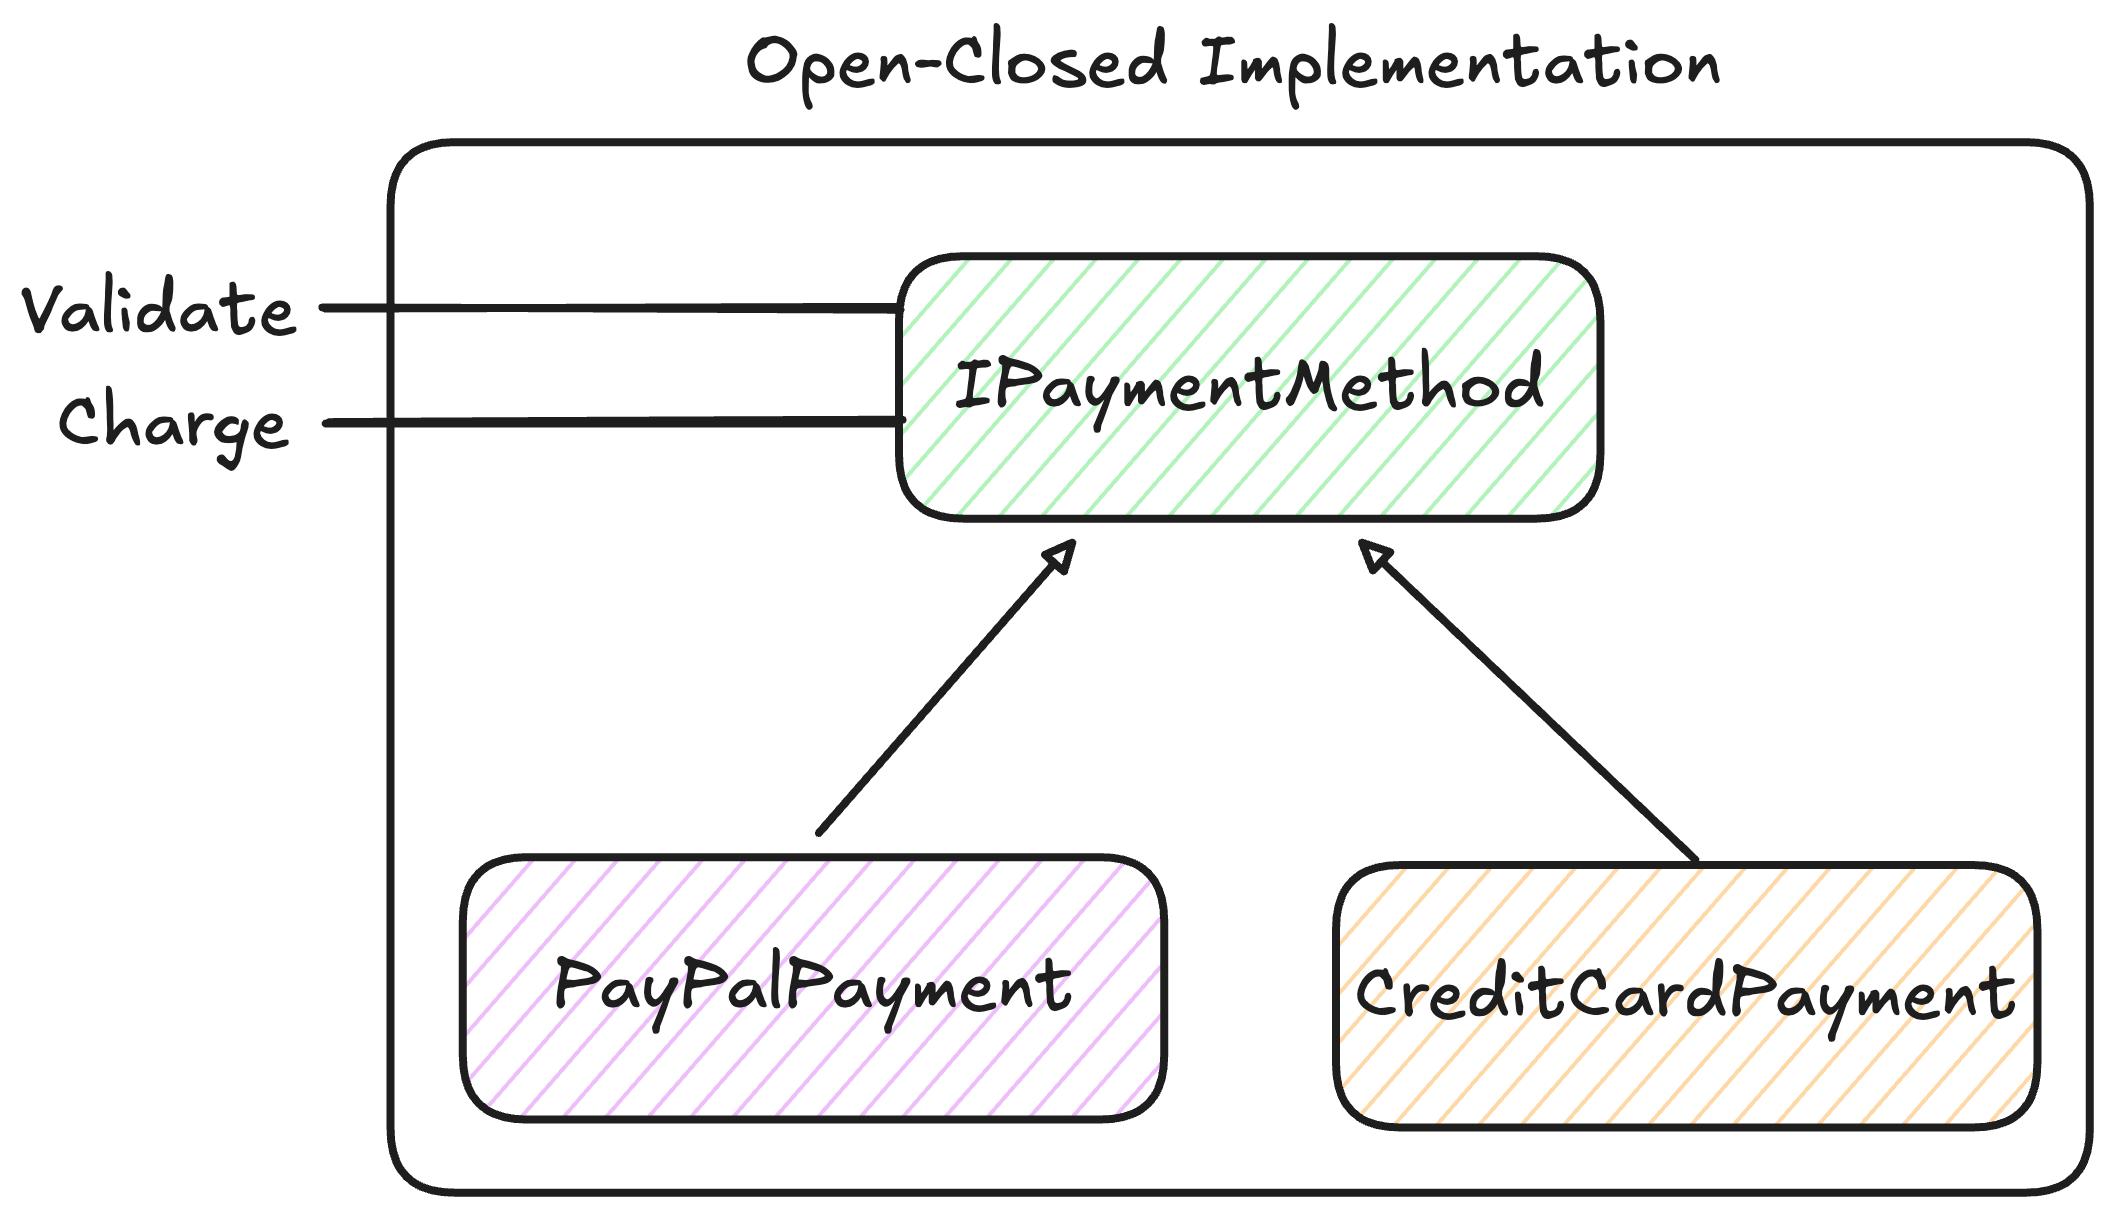 Open-Closed Implementation
Validate
Charge
IPaymentMethod
PayPalPayment
CreditCardPayment